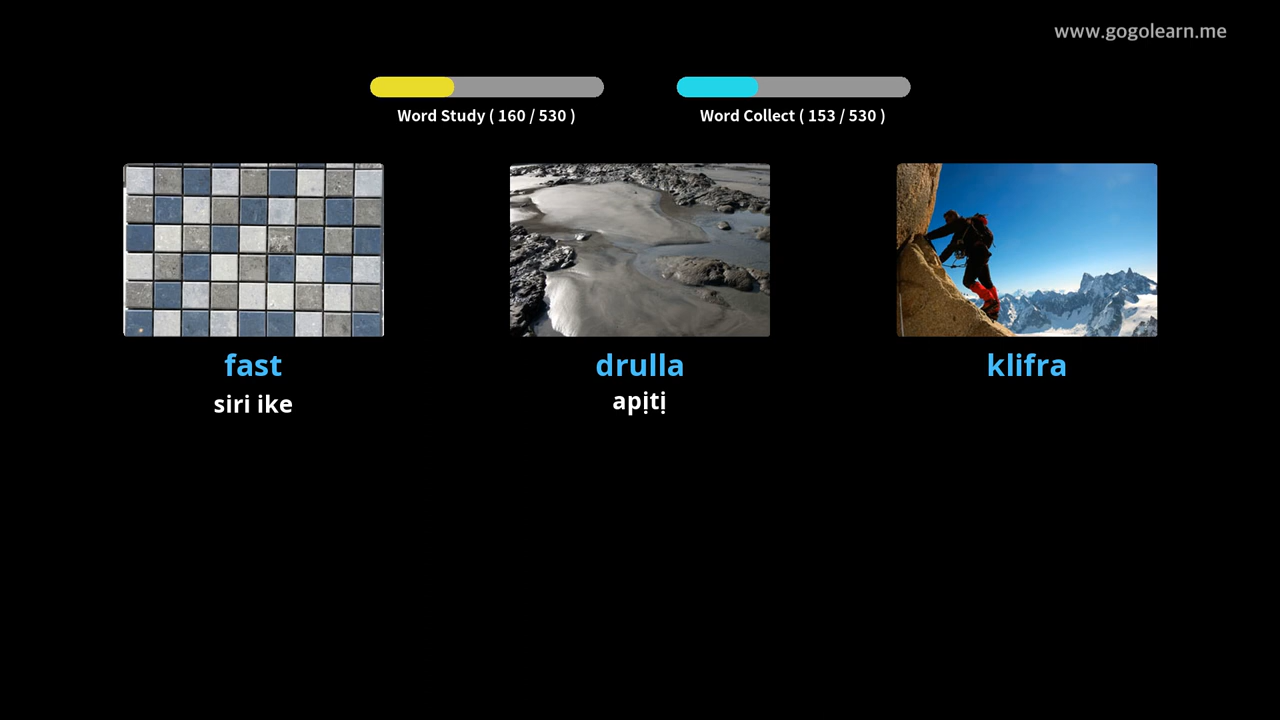 www.gogolearn.me
Word Study ( 160 / 530 )
Word Collect ( 153 / 530 )
fast
siri ike
drulla
apịtị
klifra